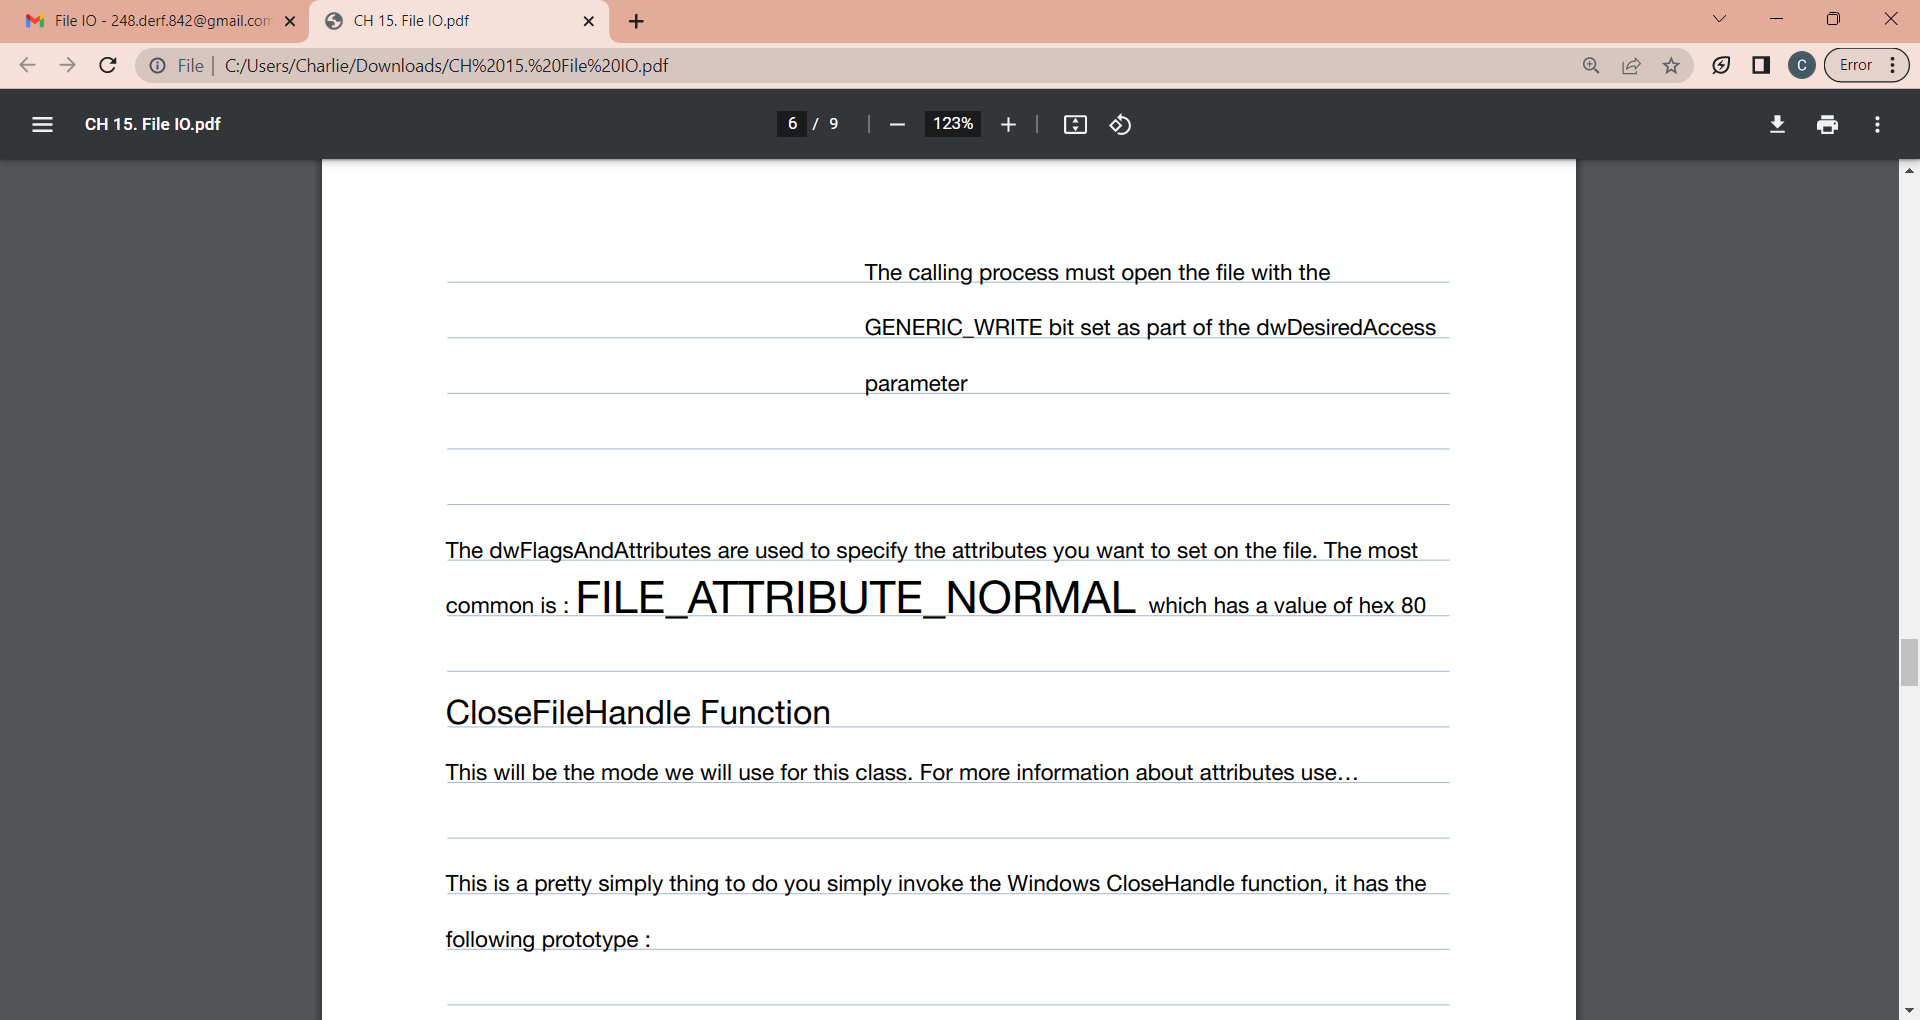 File IO - 248.derf.842@gmail.com
CH 15. File IO.pdf
File
C:/Users/Charlie/Downloads/CH%2015.%20File%20IO.pdf
C
Error
CH 15. File IO.pdf
6 / 9
123%
The calling process must open the file with the
GENERIC_WRITE bit set as part of the dwDesiredAccess
parameter
The dwFlagsAndAttributes are used to specify the attributes you want to set on the file. The most
common is : FILE_ATTRIBUTE_NORMAL which has a value of hex 80
CloseFileHandle Function
This will be the mode we will use for this class. For more information about attributes use…
This is a pretty simply thing to do you simply invoke the Windows CloseHandle function, it has the
following prototype :